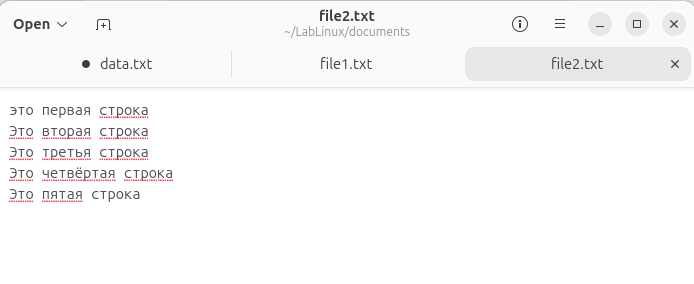 Open
file2.txt
~/LabLinux/documents
data.txt
file1.txt
file2.txt
это первая строка
Это вторая строка
Это третья строка
Это четвёртая строка
Это пятая строка